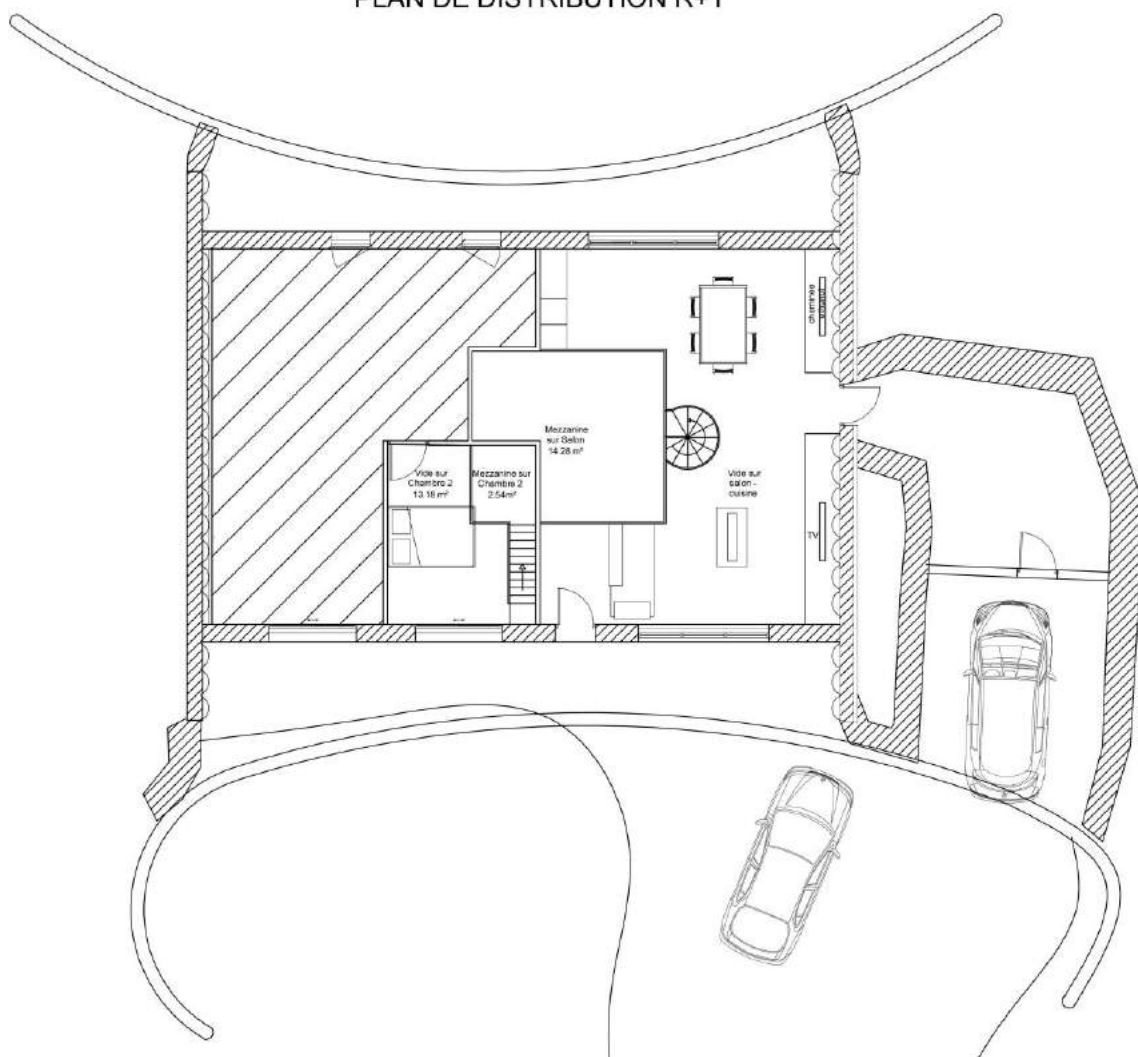 PLAN DE DISTRIBUTION R+1
cheminée
Mezzanine
sur Salon
14.28 m²
Vide sur
Chambre 2
13.18 m²
Mezzanine sur
Chambre 2
2.54m²
Vide sur
salon -
cuisine
TV